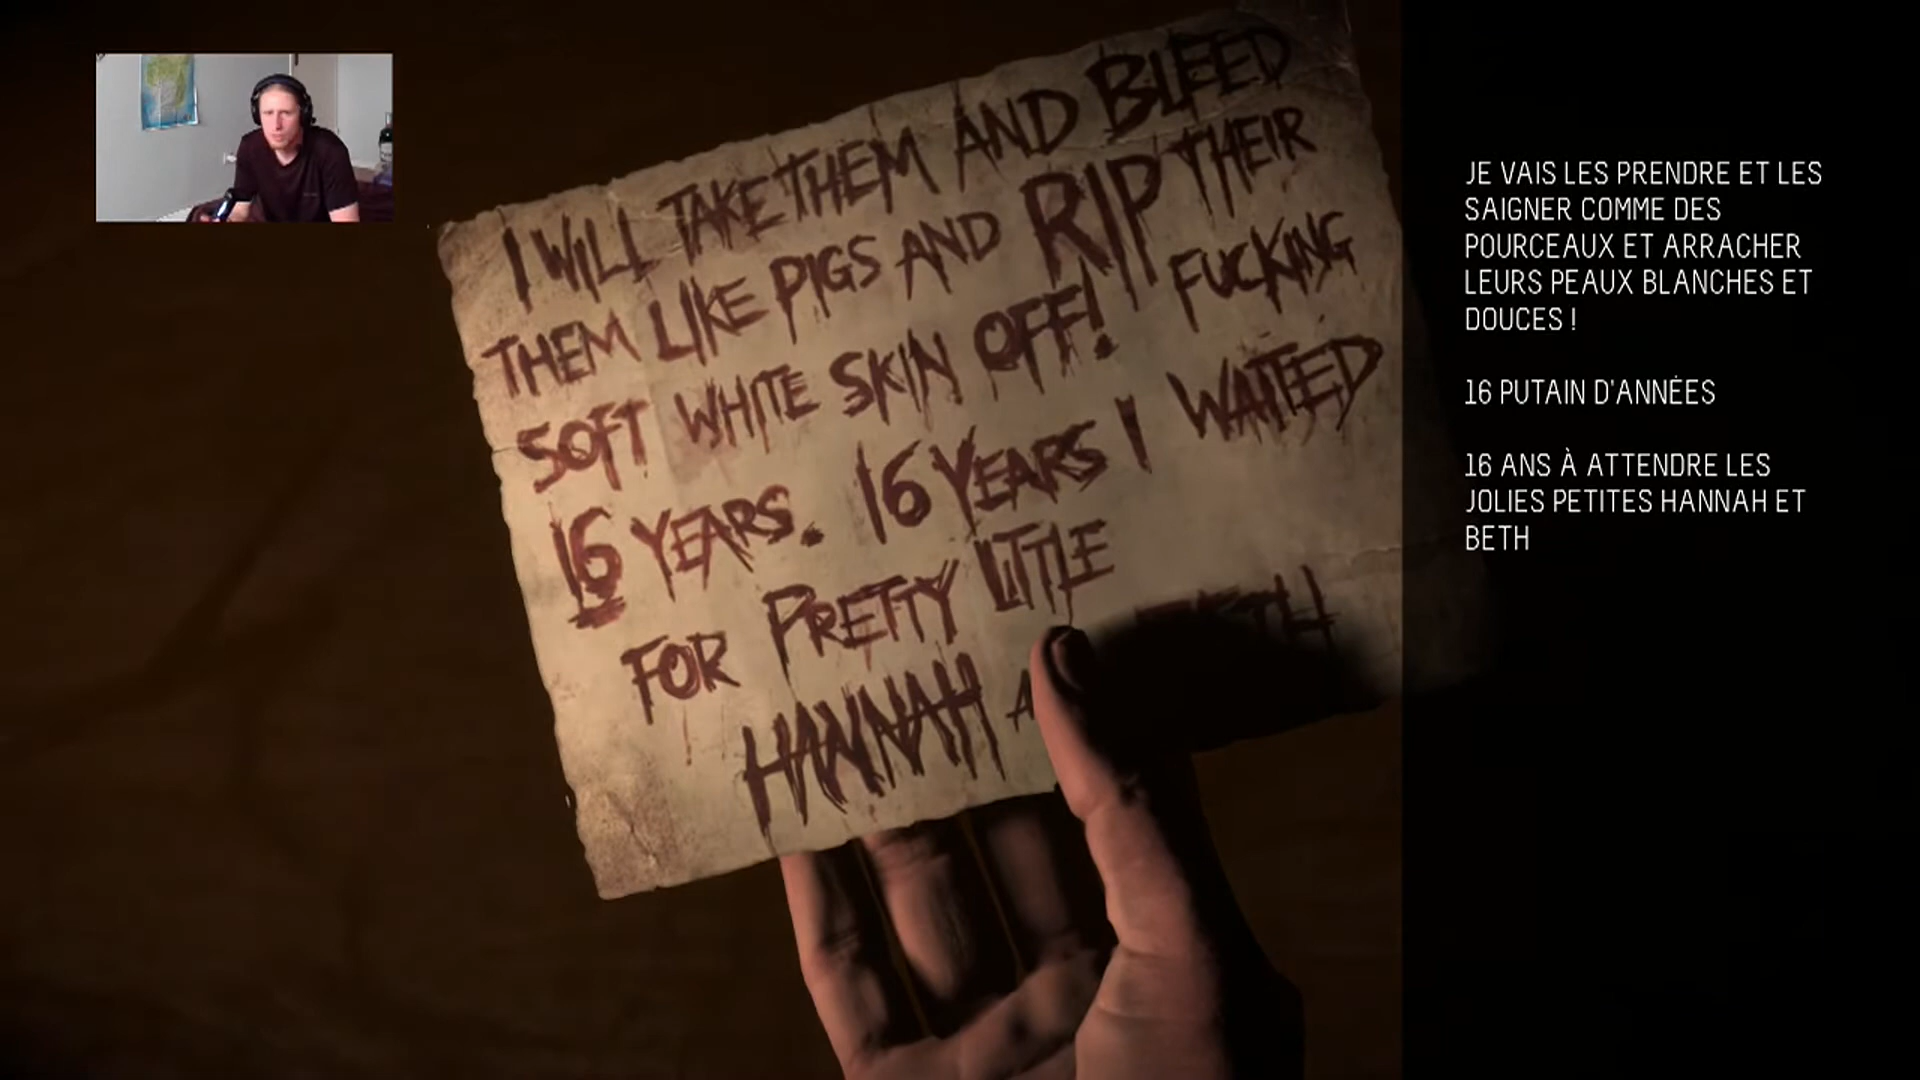 I WILL TAKE THEM AND BLEED
THEM LIKE PIGS AND RIP THEIR
SOFT WHITE SKIN OFF! FUCKING
16 YEARS. 16 YEARS I WAITED
FOR PRETTY LITTLE
HANNAH A BETH
JE VAIS LES PRENDRE ET LES
SAIGNER COMME DES
POURCEAUX ET ARRACHER
LEURS PEAUX BLANCHES ET
DOUCES !
16 PUTAIN D'ANNÉES
16 ANS À ATTENDRE LES
JOLIES PETITES HANNAH ET
BETH